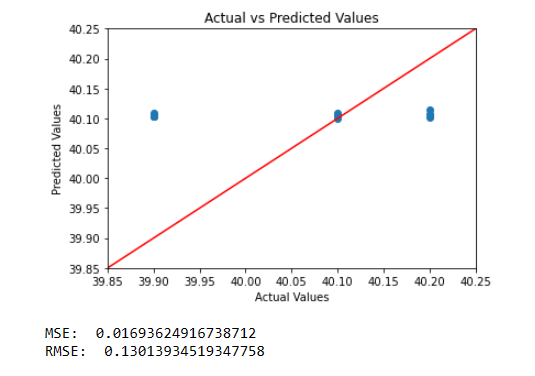 Actual vs Predicted Values
40.25
40.20
40.15
40.10
40.05
40.00
39.95
39.90
39.85
Predicted Values
39.85 39.90 39.95 40.00 40.05 40.10 40.15 40.20 40.25
Actual Values
MSE: 0.01693624916738712
RMSE: 0.13013934519347758